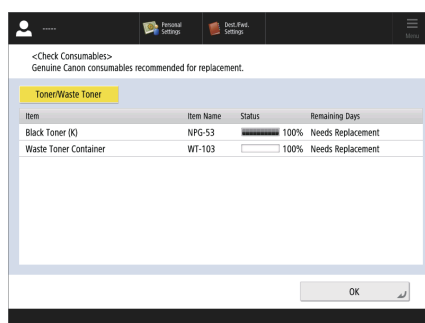 -----
Personal Settings
Dest./Fwd. Settings
Menu
<Check Consumables>
Genuine Canon consumables recommended for replacement.
Toner/Waste Toner
Item Item Name Status Remaining Days
Black Toner (K) NPG-53 100% Needs Replacement
Waste Toner Container WT-103 100% Needs Replacement
OK